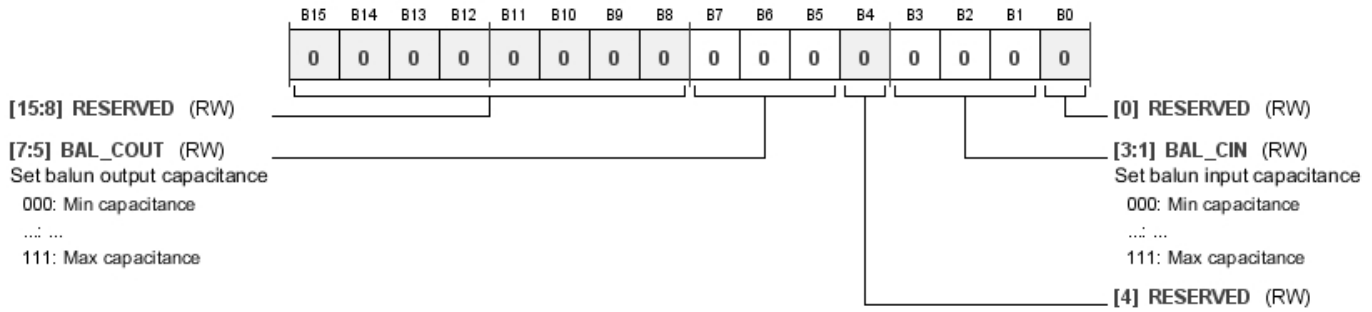 B15 B14 B13 B12 B11 B10 B9 B8 B7 B6 B5 B4 B3 B2 B1 B0
0 0 0 0 0 0 0 0 0 0 0 0 0 0 0 0
[15:8] RESERVED (RW)
[7:5] BAL_COUT (RW)
Set balun output capacitance
000: Min capacitance
...: ...
111: Max capacitance
[0] RESERVED (RW)
[3:1] BAL_CIN (RW)
Set balun input capacitance
000: Min capacitance
...: ...
111: Max capacitance
[4] RESERVED (RW)